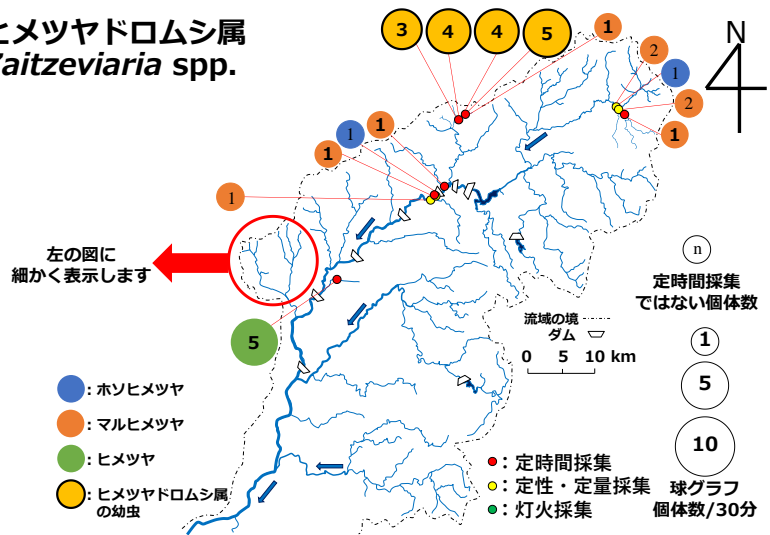 ヒメツヤドロムシ属
Zaitzeviaria spp.
N
3
4
4
5
1
2
1
2
1
1
1
1
1
左の図に
細かく表示します
5
n
定時間採集
ではない個体数
流域の境
ダム
0 5 10 km
1
5
10
球グラフ
個体数/30分
: ホソヒメツヤ
: マルヒメツヤ
: ヒメツヤ
: ヒメツヤドロムシ属
の幼虫
: 定時間採集
: 定性・定量採集
: 灯火採集